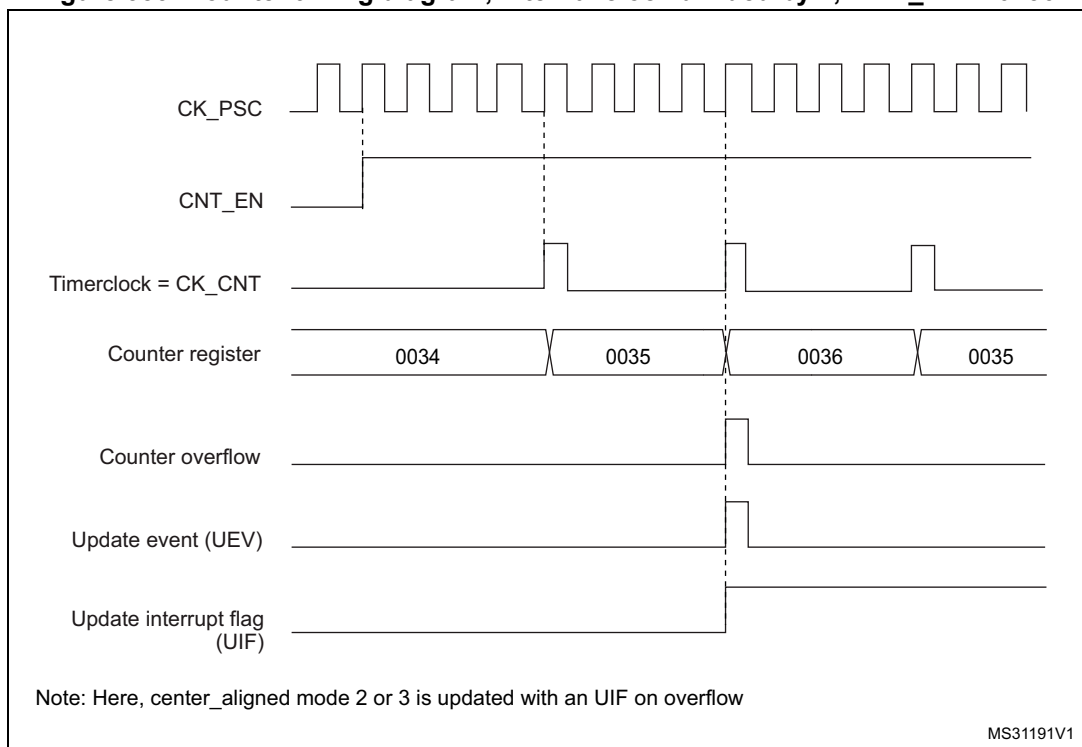 CK_PSC
CNT_EN
Timerclock = CK_CNT
Counter register 0034 0035 0036 0035
Counter overflow
Update event (UEV)
Update interrupt flag
(UIF)
Note: Here, center_aligned mode 2 or 3 is updated with an UIF on overflow
MS31191V1